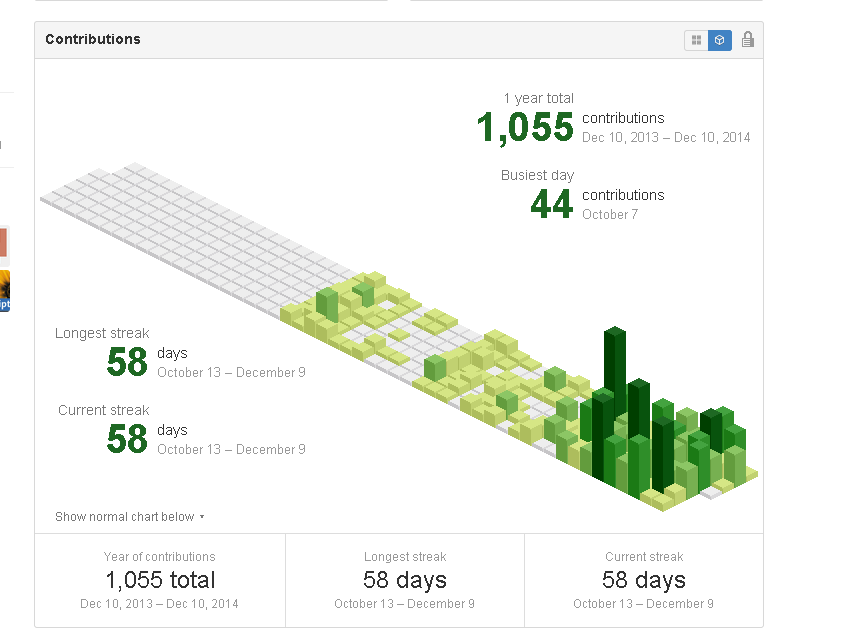 Contributions
1 year total
1,055 contributions
Dec 10, 2013 – Dec 10, 2014
Busiest day
44 contributions
October 7
Longest streak
58 days
October 13 – December 9
Current streak
58 days
October 13 – December 9
Show normal chart below
Year of contributions
1,055 total
Dec 10, 2013 – Dec 10, 2014
Longest streak
58 days
October 13 – December 9
Current streak
58 days
October 13 – December 9